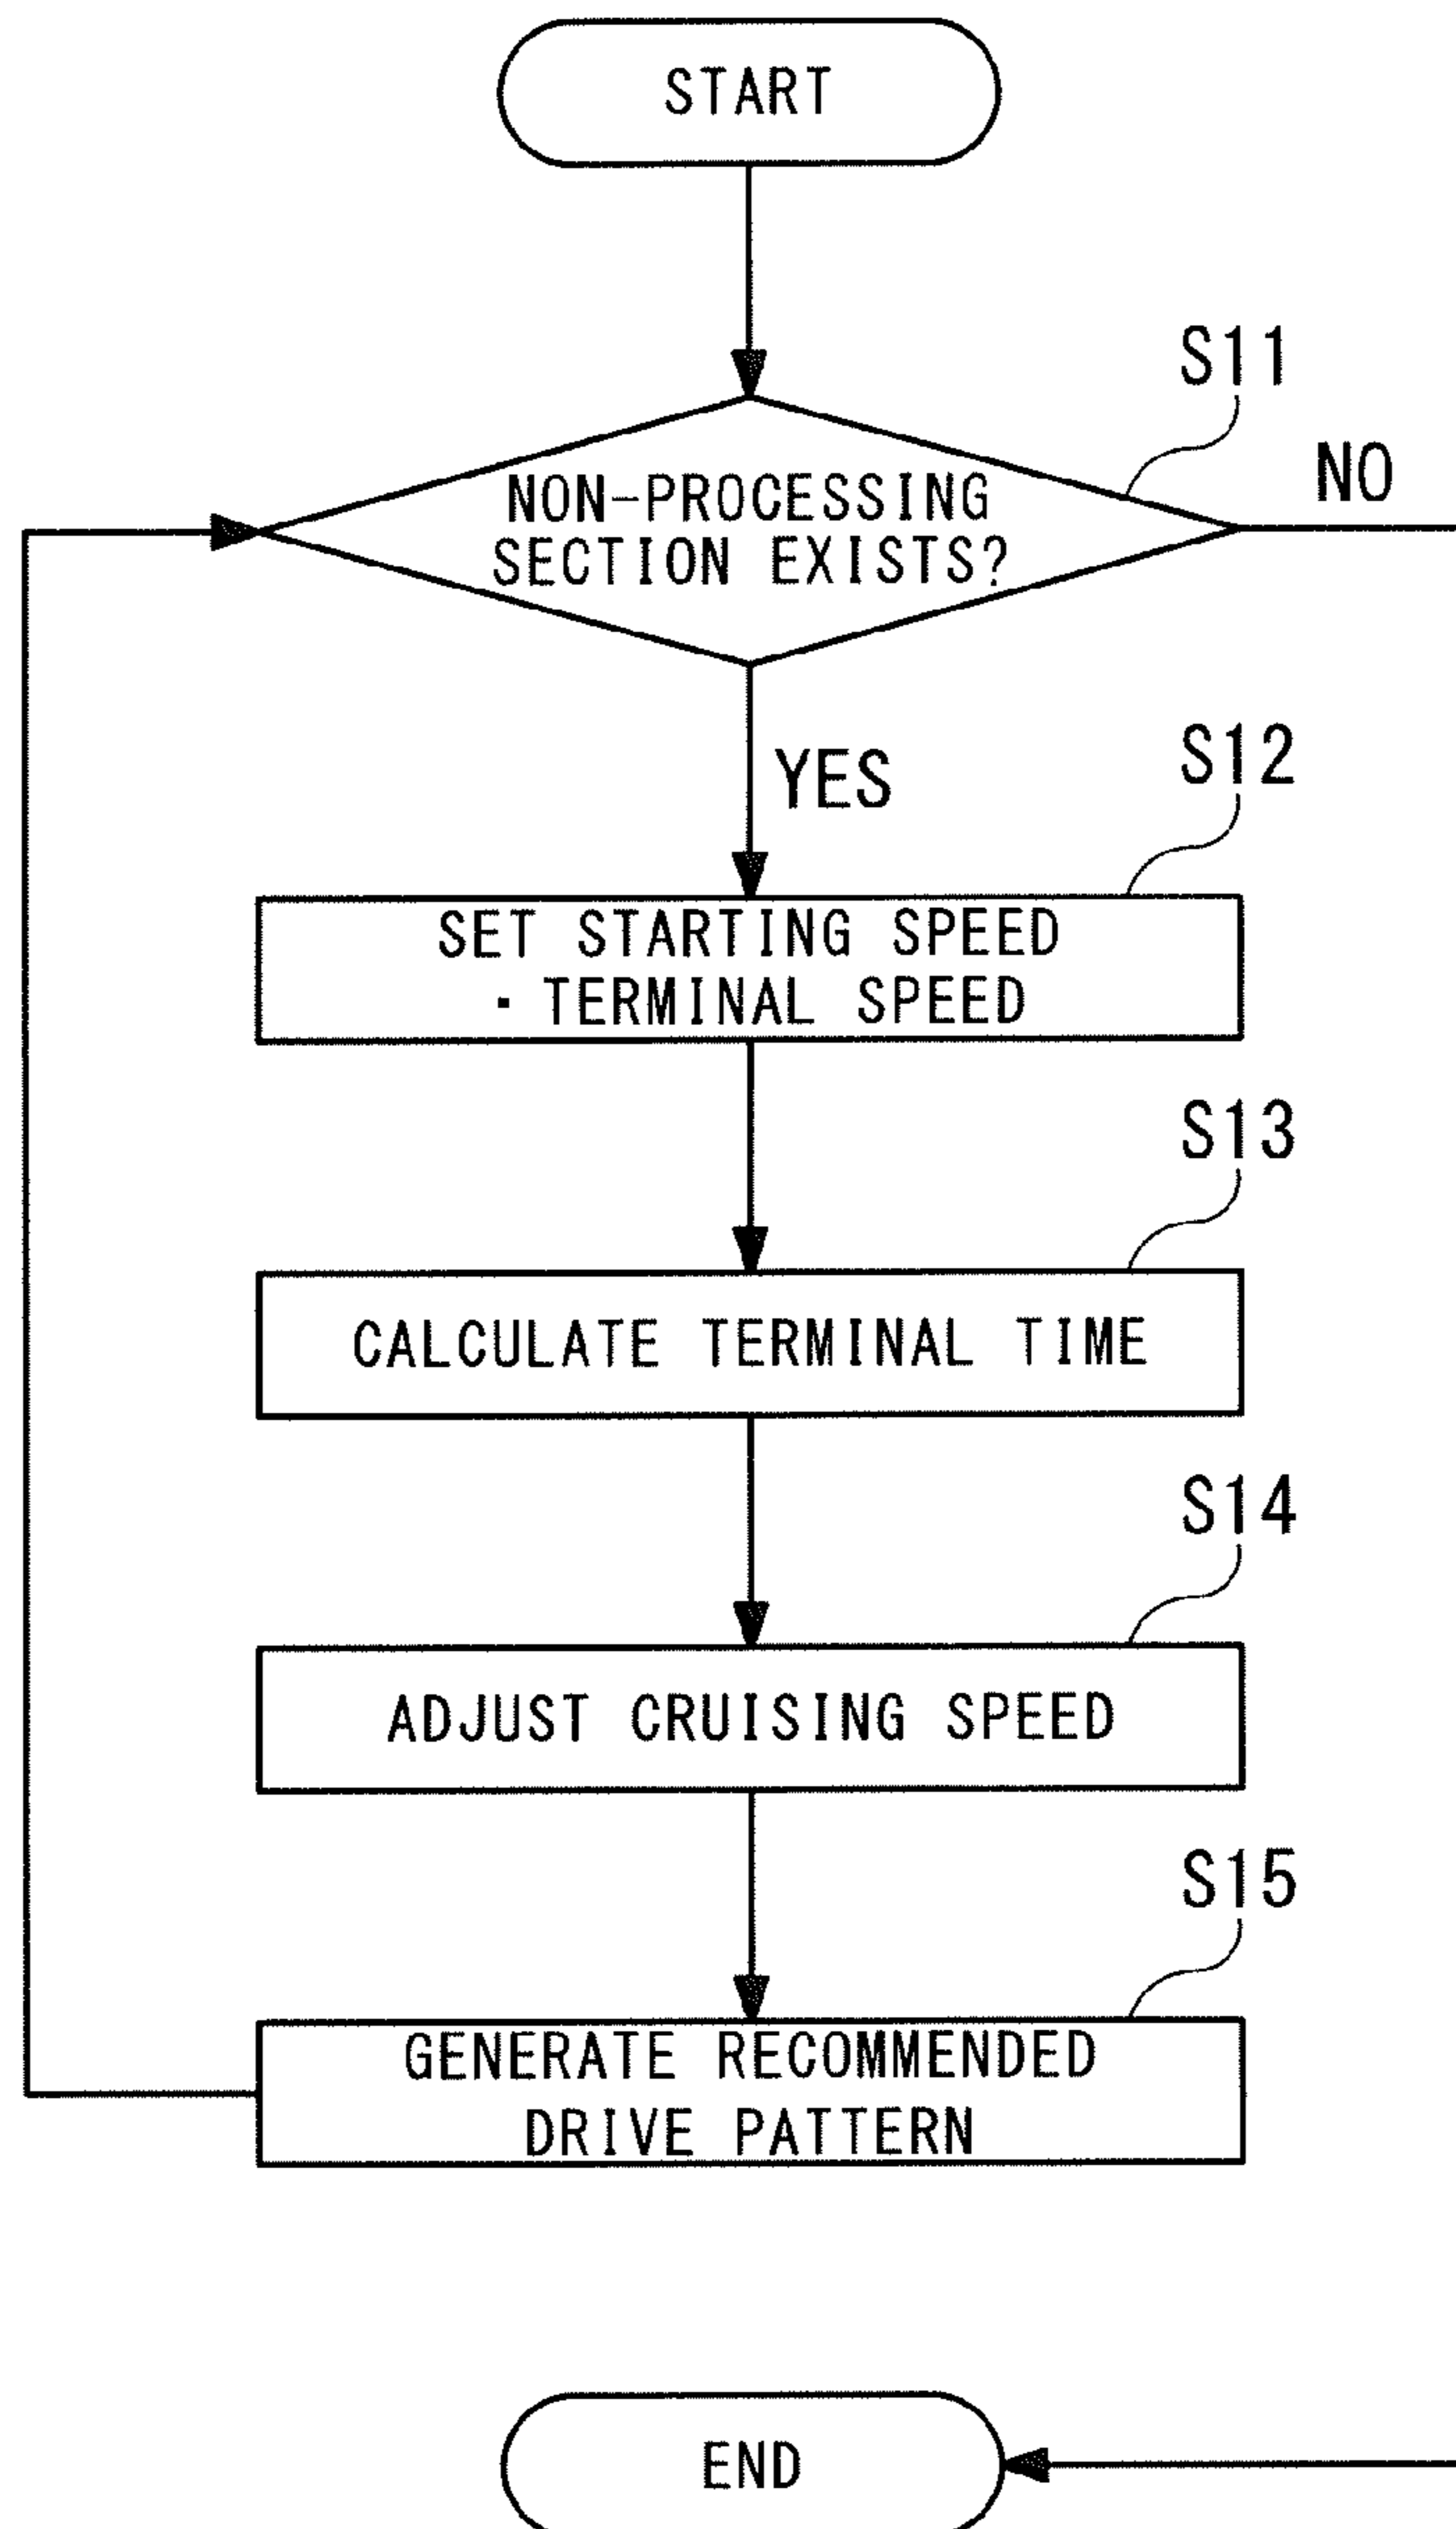 START
S11
NO
NON-PROCESSING
SECTION EXISTS?
YES
S12
SET STARTING SPEED
・TERMINAL SPEED
S13
CALCULATE TERMINAL TIME
S14
ADJUST CRUISING SPEED
S15
GENERATE RECOMMENDED
DRIVE PATTERN
END